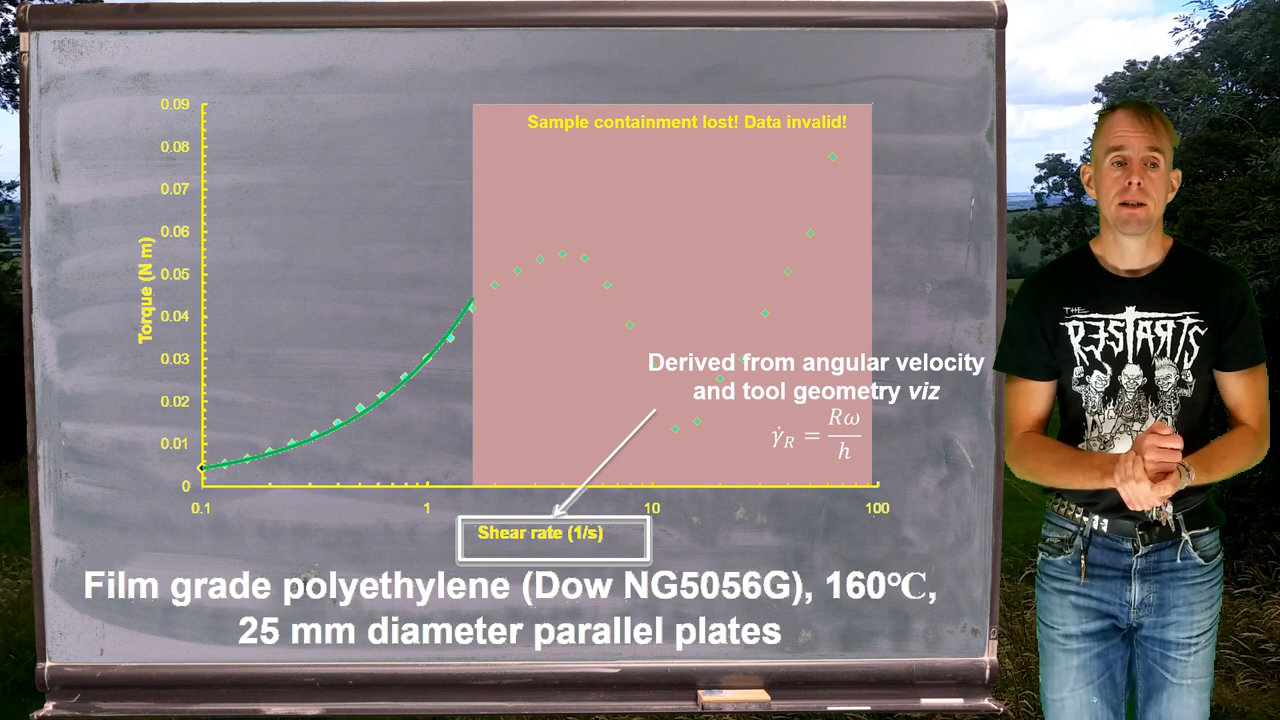 0.09
0.08
0.07
0.06
0.05
0.04
0.03
0.02
0.01
0
Torque (N m)
0.1
1
10
100
Shear rate (1/s)
Sample containment lost! Data invalid!
Derived from angular velocity
and tool geometry viz
γ̇_R = Rω/h
Film grade polyethylene (Dow NG5056G), 160℃,
25 mm diameter parallel plates
THE
RESTARTS